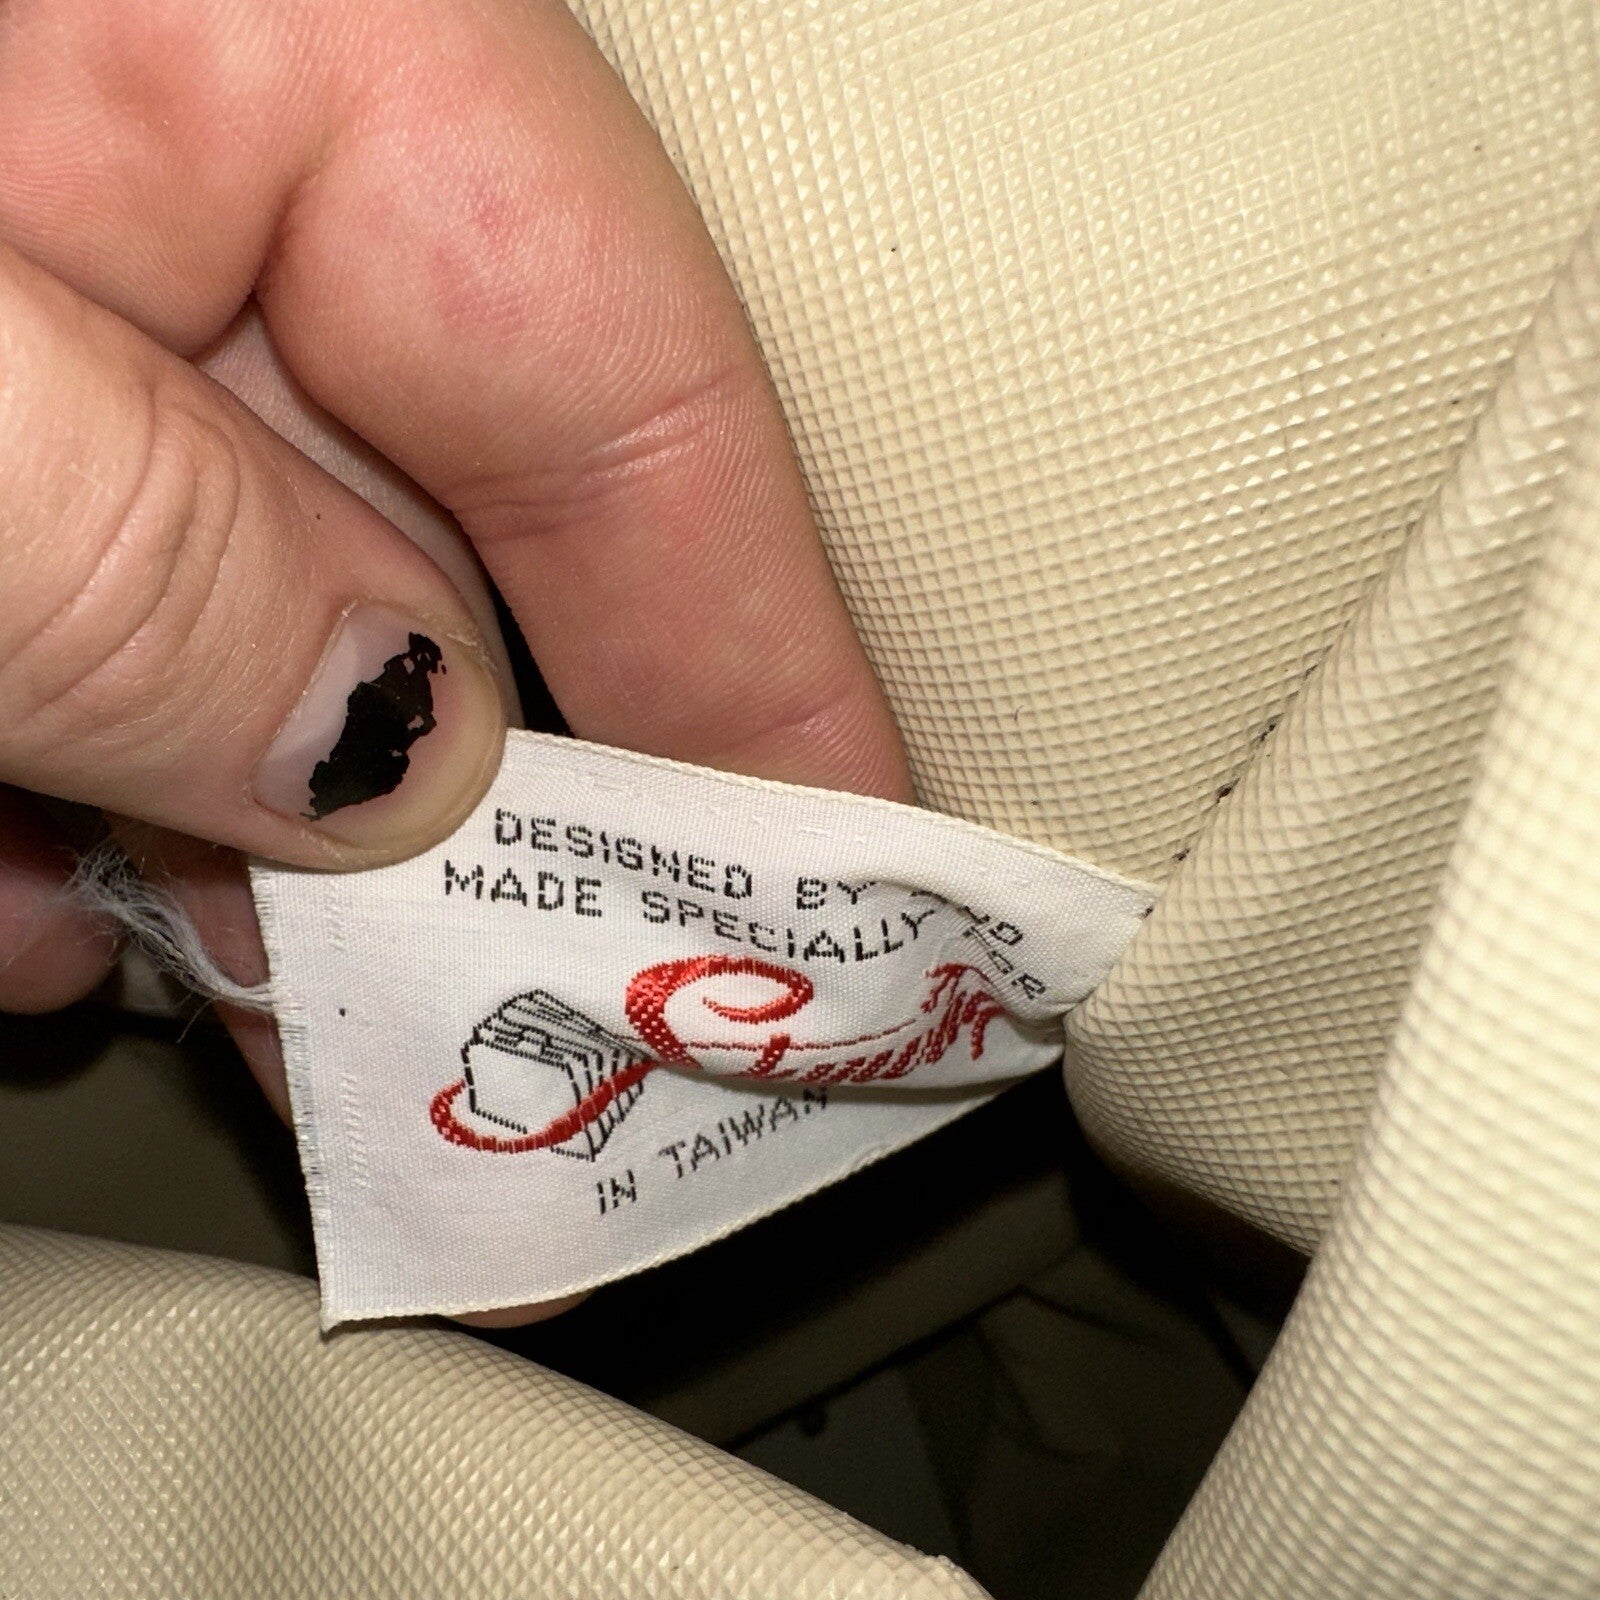 DESIGNED BY AND
MADE SPECIALLY FOR
IN TAIWAN